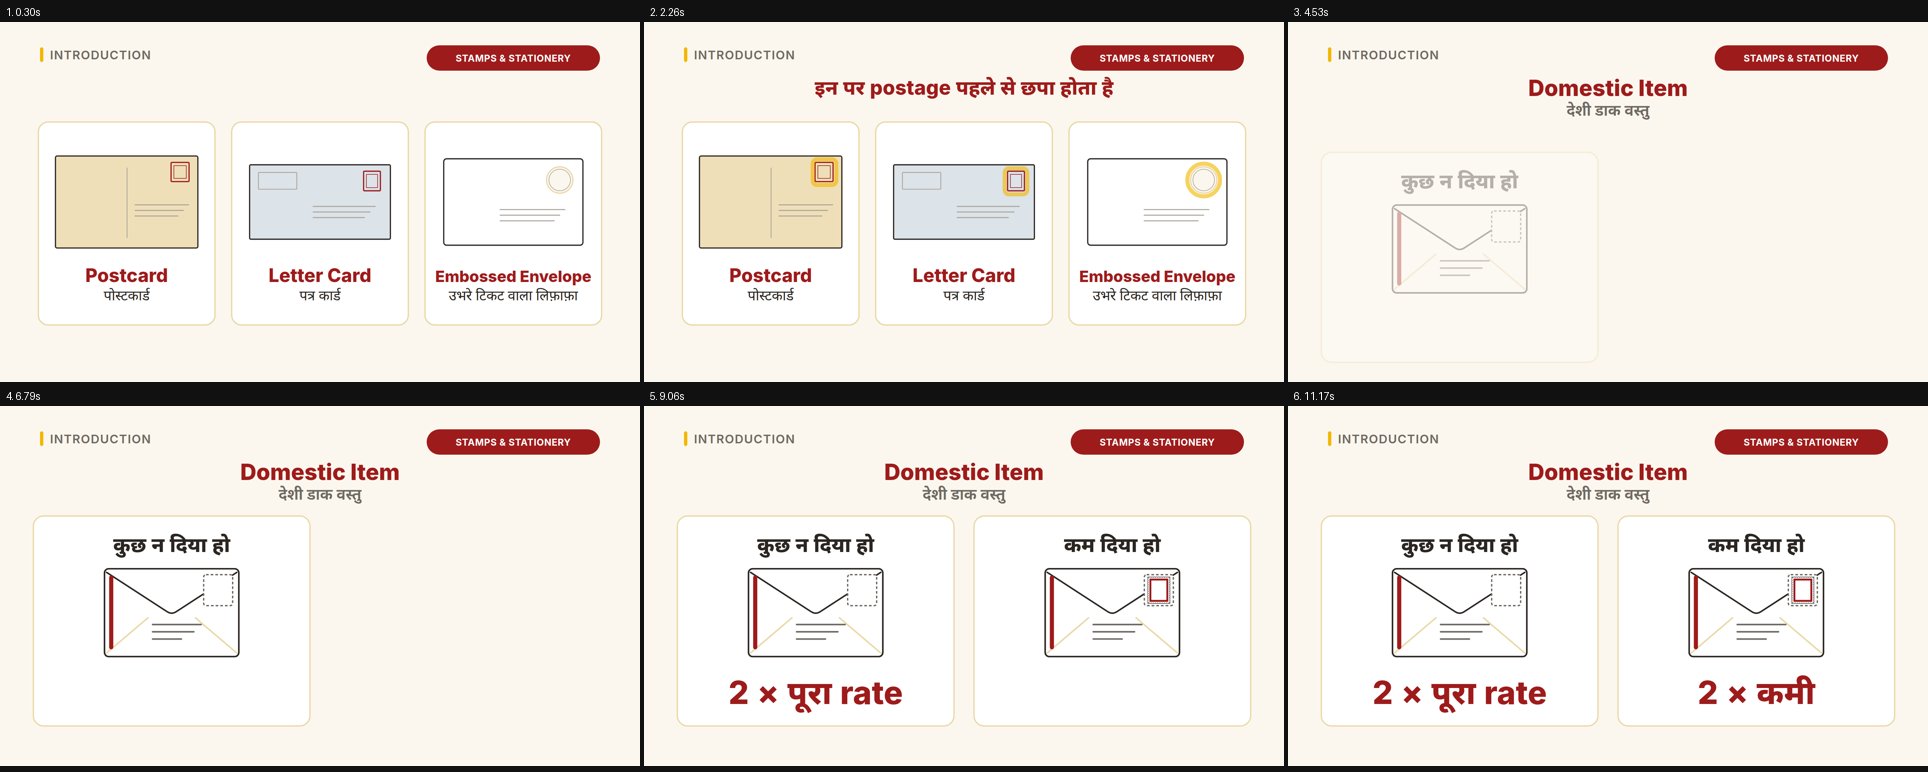 1. 0.30s
INTRODUCTION
STAMPS & STATIONERY
Postcard
पोस्टकार्ड
Letter Card
पत्र कार्ड
Embossed Envelope
उभरे टिकट वाला लिफ़ाफ़ा
2. 2.26s
INTRODUCTION
STAMPS & STATIONERY
इन पर postage पहले से छपा होता है
Postcard
पोस्टकार्ड
Letter Card
पत्र कार्ड
Embossed Envelope
उभरे टिकट वाला लिफ़ाफ़ा
3. 4.53s
INTRODUCTION
STAMPS & STATIONERY
Domestic Item
देशी डाक वस्तु
कुछ न दिया हो
4. 6.79s
INTRODUCTION
STAMPS & STATIONERY
Domestic Item
देशी डाक वस्तु
कुछ न दिया हो
5. 9.06s
INTRODUCTION
STAMPS & STATIONERY
Domestic Item
देशी डाक वस्तु
कुछ न दिया हो
2 × पूरा rate
कम दिया हो
6. 11.17s
INTRODUCTION
STAMPS & STATIONERY
Domestic Item
देशी डाक वस्तु
कुछ न दिया हो
2 × पूरा rate
कम दिया हो
2 × कमी